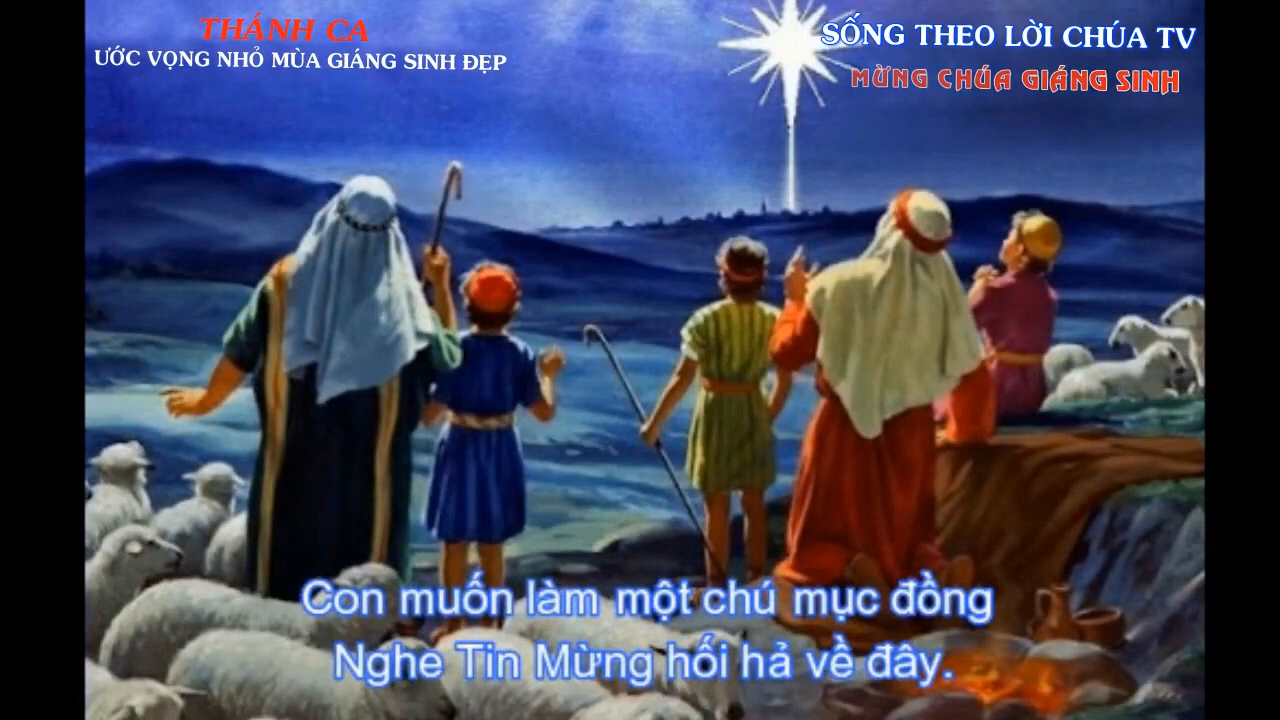 THÁNH CA
ƯỚC VỌNG NHỎ MÙA GIÁNG SINH ĐẸP
SỐNG THEO LỜI CHÚA TV
MỪNG CHÚA GIÁNG SINH
Con muốn làm một chú mục đồng
Nghe Tin Mừng hối hả về đây.